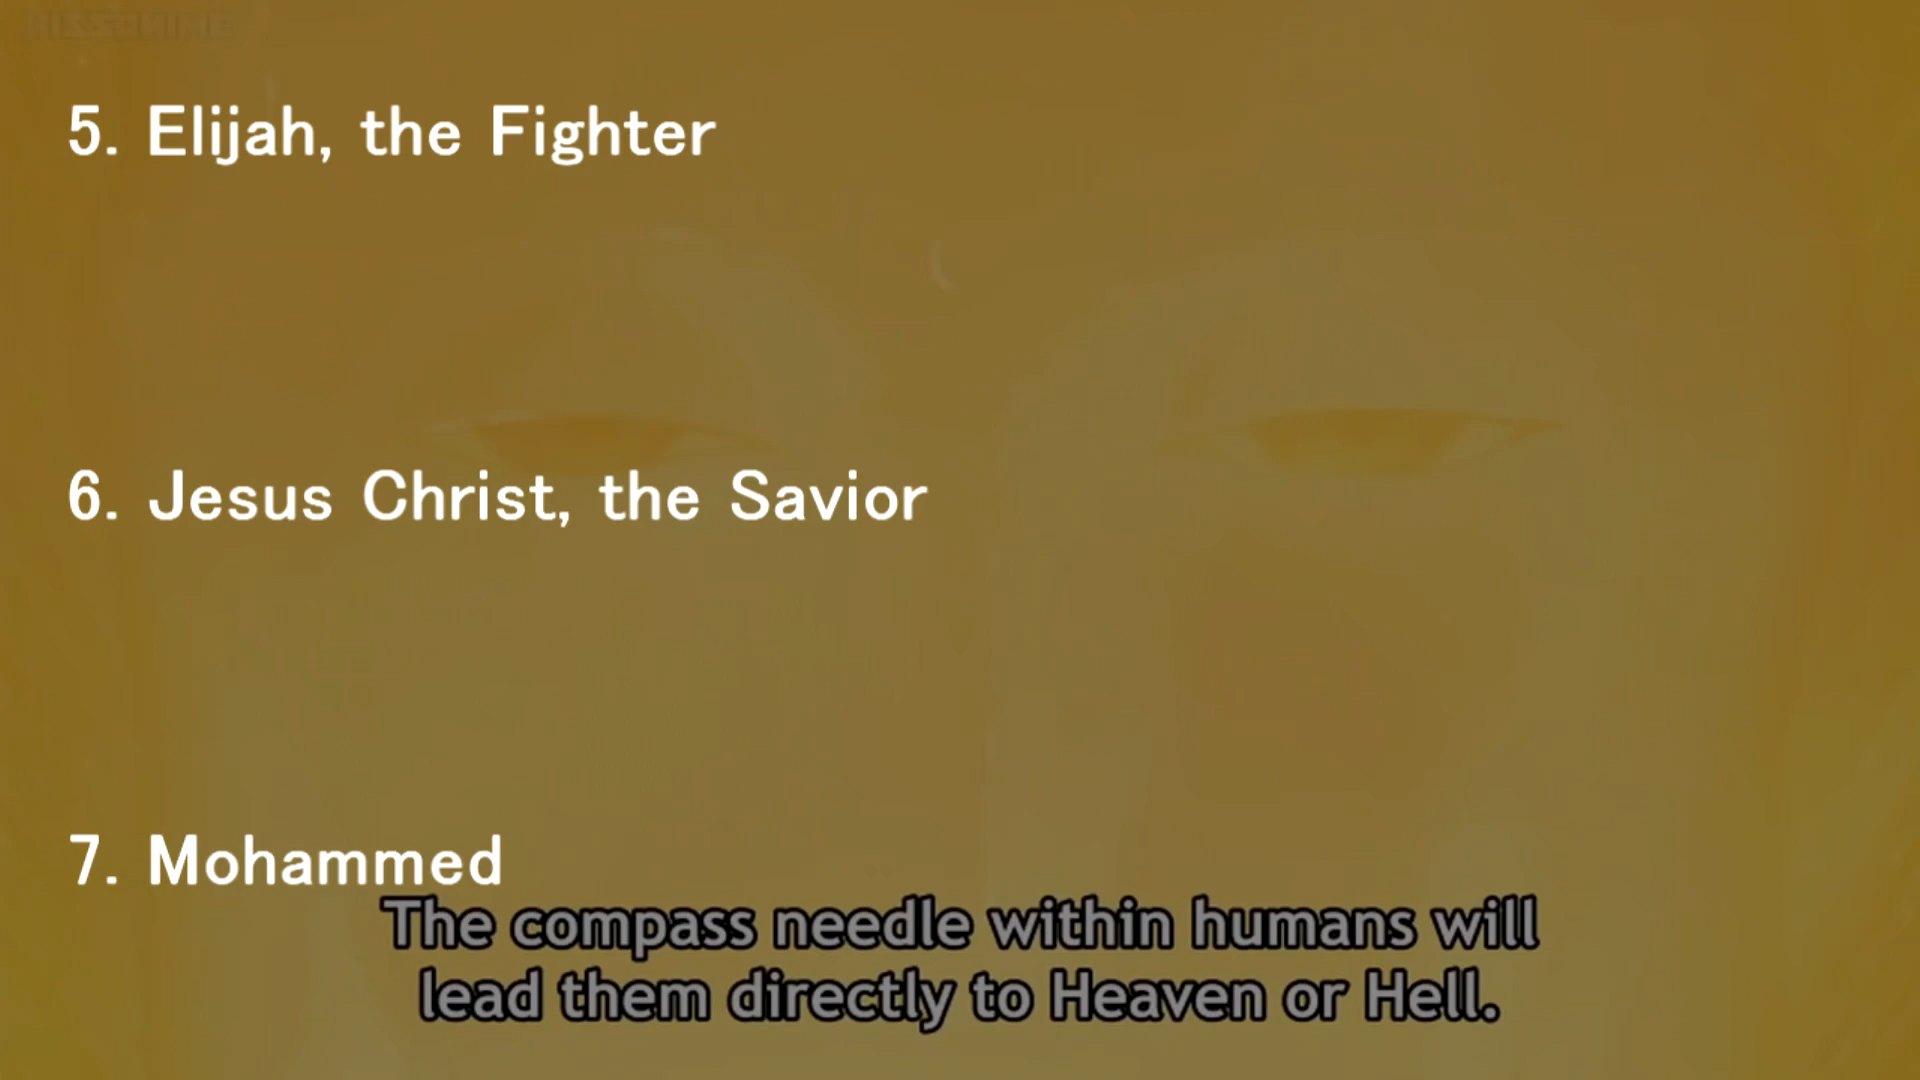 5. Elijah, the Fighter
6. Jesus Christ, the Savior
7. Mohammed
The compass needle within humans will
lead them directly to Heaven or Hell.